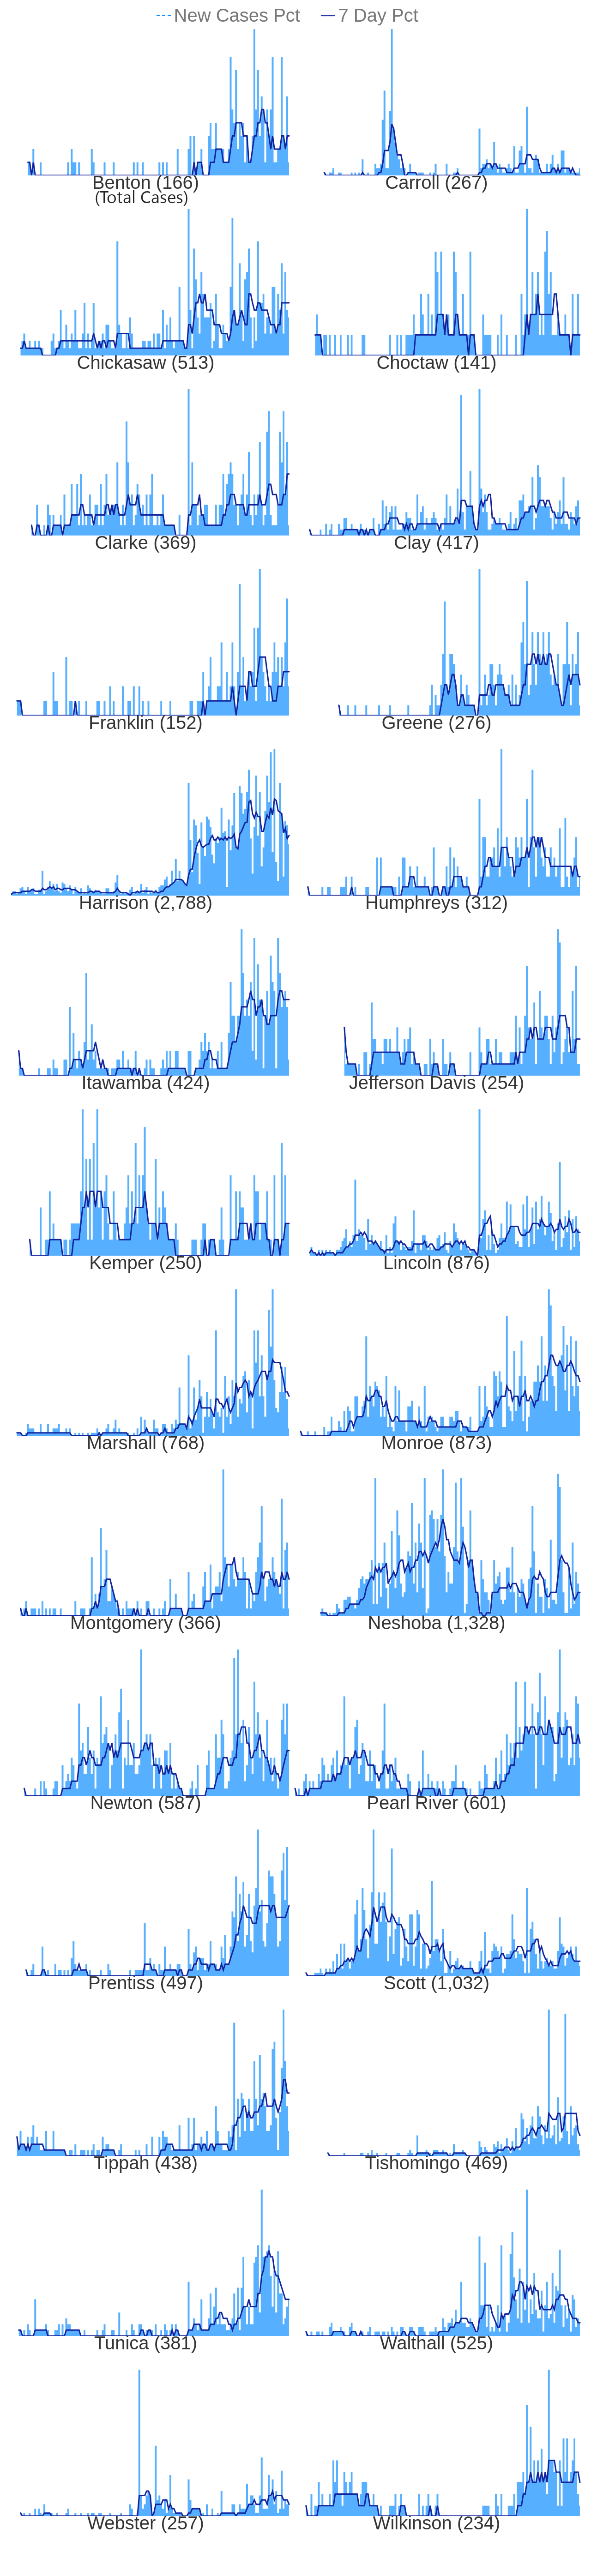 New Cases Pct 7 Day Pct
Benton (166) Carroll (267)
(Total Cases)
Chickasaw (513) Choctaw (141)
Clarke (369) Clay (417)
Franklin (152) Greene (276)
Harrison (2,788) Humphreys (312)
Itawamba (424) Jefferson Davis (254)
Kemper (250) Lincoln (876)
Marshall (768) Monroe (873)
Montgomery (366) Neshoba (1,328)
Newton (587) Pearl River (601)
Prentiss (497) Scott (1,032)
Tippah (438) Tishomingo (469)
Tunica (381) Walthall (525)
Webster (257) Wilkinson (234)